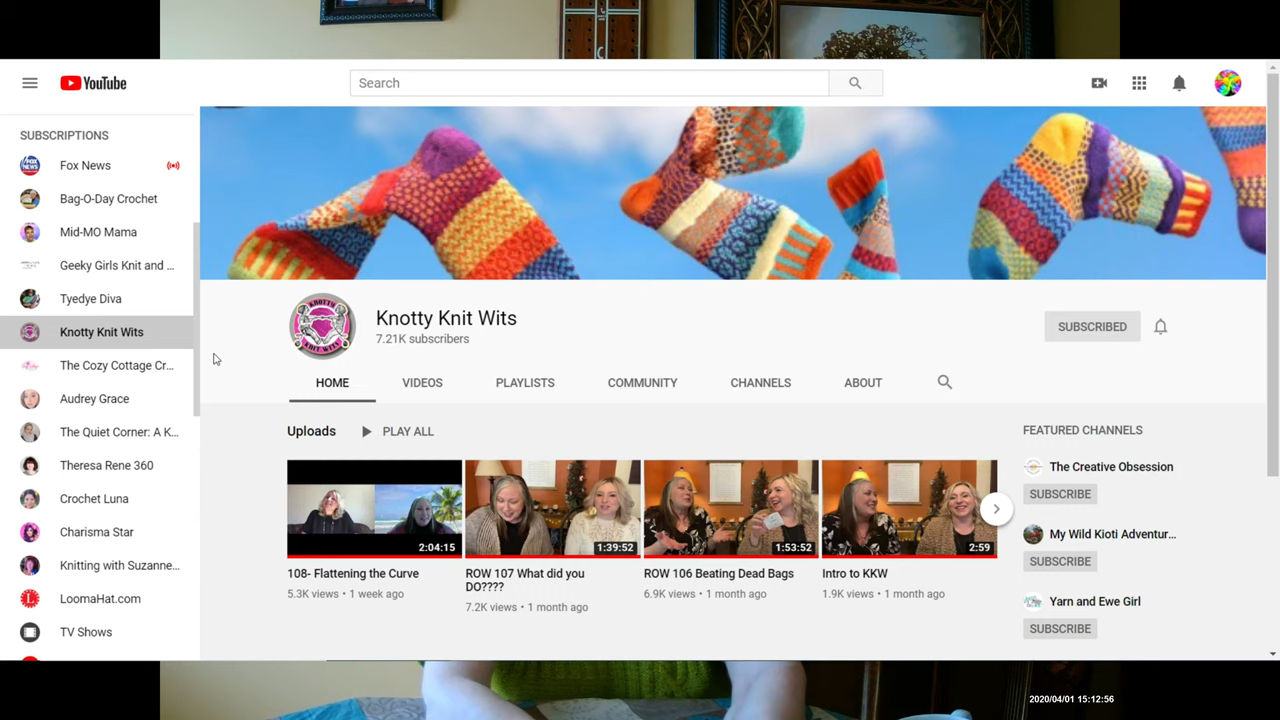 YouTube
Search
SUBSCRIPTIONS
Fox News
Bag-O-Day Crochet
Mid-MO Mama
Geeky Girls Knit and ...
Tyedye Diva
Knotty Knit Wits
The Cozy Cottage Cr...
Audrey Grace
The Quiet Corner: A K...
Theresa Rene 360
Crochet Luna
Charisma Star
Knitting with Suzanne...
LoomaHat.com
TV Shows
KNOTTY
KNIT WITS
Knotty Knit Wits
7.21K subscribers
SUBSCRIBED
HOME
VIDEOS
PLAYLISTS
COMMUNITY
CHANNELS
ABOUT
Uploads
PLAY ALL
2:04:15
108- Flattening the Curve
5.3K views • 1 week ago
1:39:52
ROW 107 What did you
DO????
7.2K views • 1 month ago
1:53:52
ROW 106 Beating Dead Bags
6.9K views • 1 month ago
2:59
Intro to KKW
1.9K views • 1 month ago
FEATURED CHANNELS
The Creative Obsession
SUBSCRIBE
My Wild Kioti Adventur...
SUBSCRIBE
Yarn and Ewe Girl
SUBSCRIBE
2020/04/01 15:12:56